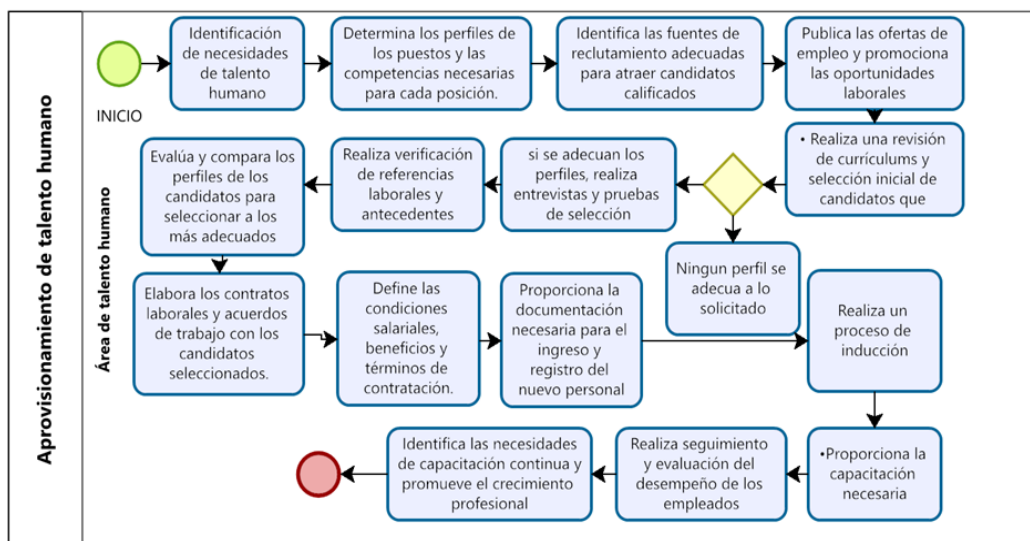 Aprovisionamiento de talento humano
Área de talento humano
INICIO
Identificación
de necesidades
de talento
humano
Determina los perfiles de
los puestos y las
competencias necesarias
para cada posición.
Identifica las fuentes de
reclutamiento adecuadas
para atraer candidatos
calificados
Publica las ofertas de
empleo y promociona
las oportunidades
laborales
• Realiza una revisión
de currículums y
selección inicial de
candidatos que
si se adecuan los
perfiles, realiza
entrevistas y pruebas
de selección
Ningun perfil se
adecua a lo
solicitado
Realiza verificación
de referencias
laborales y
antecedentes
Evalúa y compara los
perfiles de los
candidatos para
seleccionar a los
más adecuados
Elabora los contratos
laborales y acuerdos
de trabajo con los
candidatos
seleccionados.
Define las
condiciones
salariales,
beneficios y
términos de
contratación.
Proporciona la
documentación
necesaria para el
ingreso y
registro del
nuevo personal
Realiza un
proceso de
inducción
•Proporciona la
capacitación
necesaria
Realiza seguimiento
y evaluación del
desempeño de los
empleados
Identifica las necesidades
de capacitación continua y
promueve el crecimiento
profesional